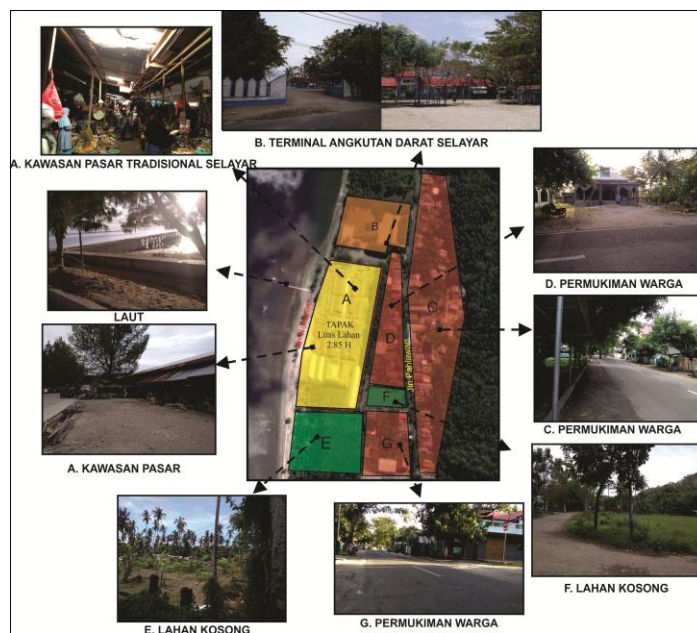 B. TERMINAL ANGKUTAN DARAT SELAYAR
A. KAWASAN PASAR TRADISIONAL SELAYAR
D. PERMUKIMAN WARGA
LAUT
A. KAWASAN PASAR
C. PERMUKIMAN WARGA
E. LAHAN KOSONG
G. PERMUKIMAN WARGA
F. LAHAN KOSONG
B
A
TAPAK
Luas Lahan
2.85 H
C
D
Jln Pahlawan
F
E
G